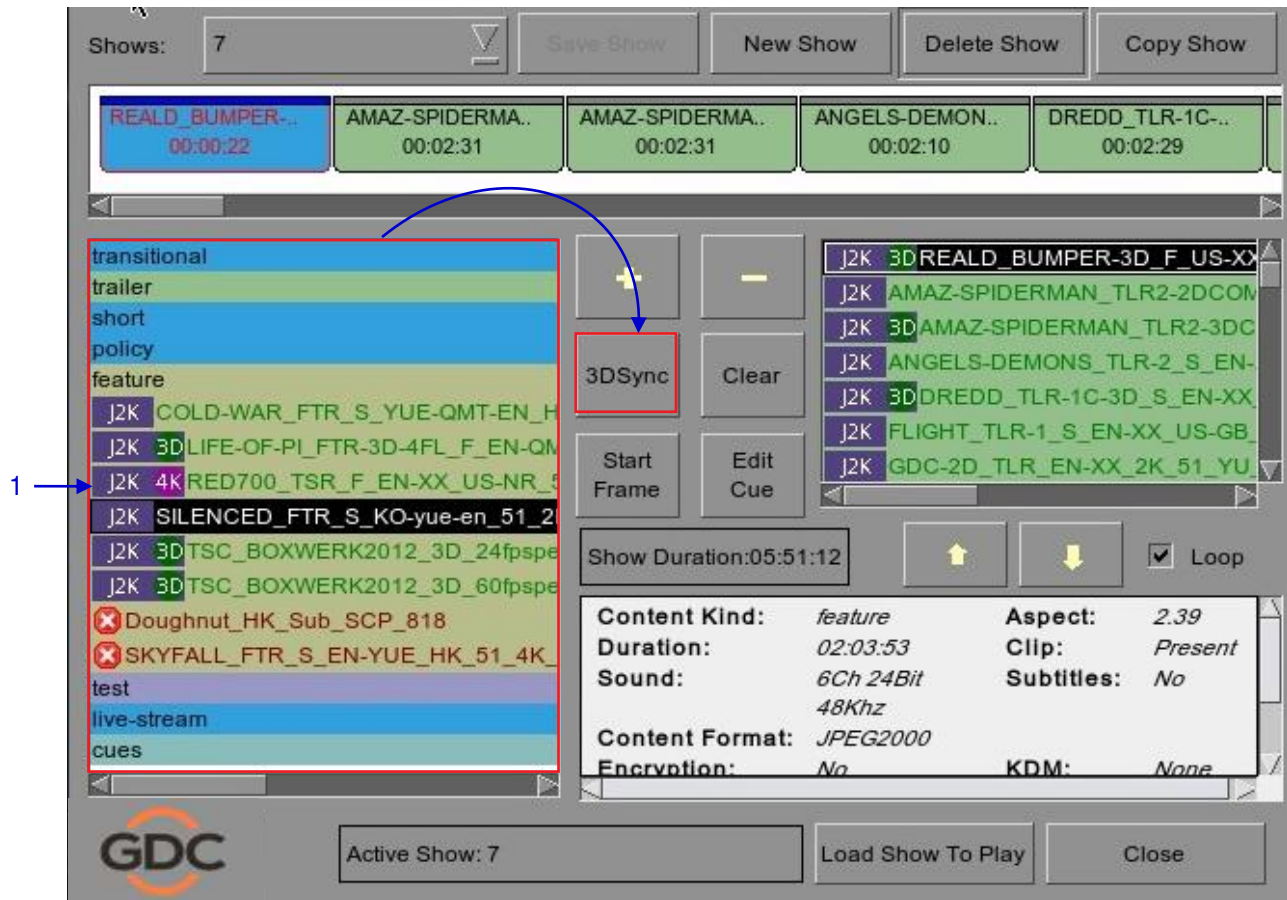 Shows: 7 Save Show New Show Delete Show Copy Show
REALD_BUMPER-.. AMAZ-SPIDERMA.. AMAZ-SPIDERMA.. ANGELS-DEMON.. DREDD_TLR-1C-..
00:00:22 00:02:31 00:02:31 00:02:10 00:02:29
transitional
trailer
short
policy
feature
J2K COLD-WAR_FTR_S_YUE-QMT-EN_H
J2K 3D LIFE-OF-PI_FTR-3D-4FL_F_EN-QM
1
J2K 4K RED700_TSR_F_EN-XX_US-NR_5
J2K SILENCED_FTR_S_KO-yue-en_51_2
J2K 3D TSC_BOXWERK2012_3D_24fpspe
J2K 3D TSC_BOXWERK2012_3D_60fpspe
Doughnut_HK_Sub_SCP_818
SKYFALL_FTR_S_EN-YUE_HK_51_4K_
test
live-stream
cues
+ −
3DSync Clear
Start Frame Edit Cue
J2K 3D REALD_BUMPER-3D_F_US-XX
J2K AMAZ-SPIDERMAN_TLR2-2DCOM
J2K 3D AMAZ-SPIDERMAN_TLR2-3DC
J2K ANGELS-DEMONS_TLR-2_S_EN-
J2K 3D DREDD_TLR-1C-3D_S_EN-XX_
J2K FLIGHT_TLR-1_S_EN-XX_US-GB_
J2K GDC-2D_TLR_EN-XX_2K_51_YU
Show Duration:05:51:12 Loop
Content Kind: feature Aspect: 2.39
Duration: 02:03:53 Clip: Present
Sound: 6Ch 24Bit Subtitles: No
48Khz
Content Format: JPEG2000
Encryption: No KDM: None
GDC Active Show: 7 Load Show To Play Close